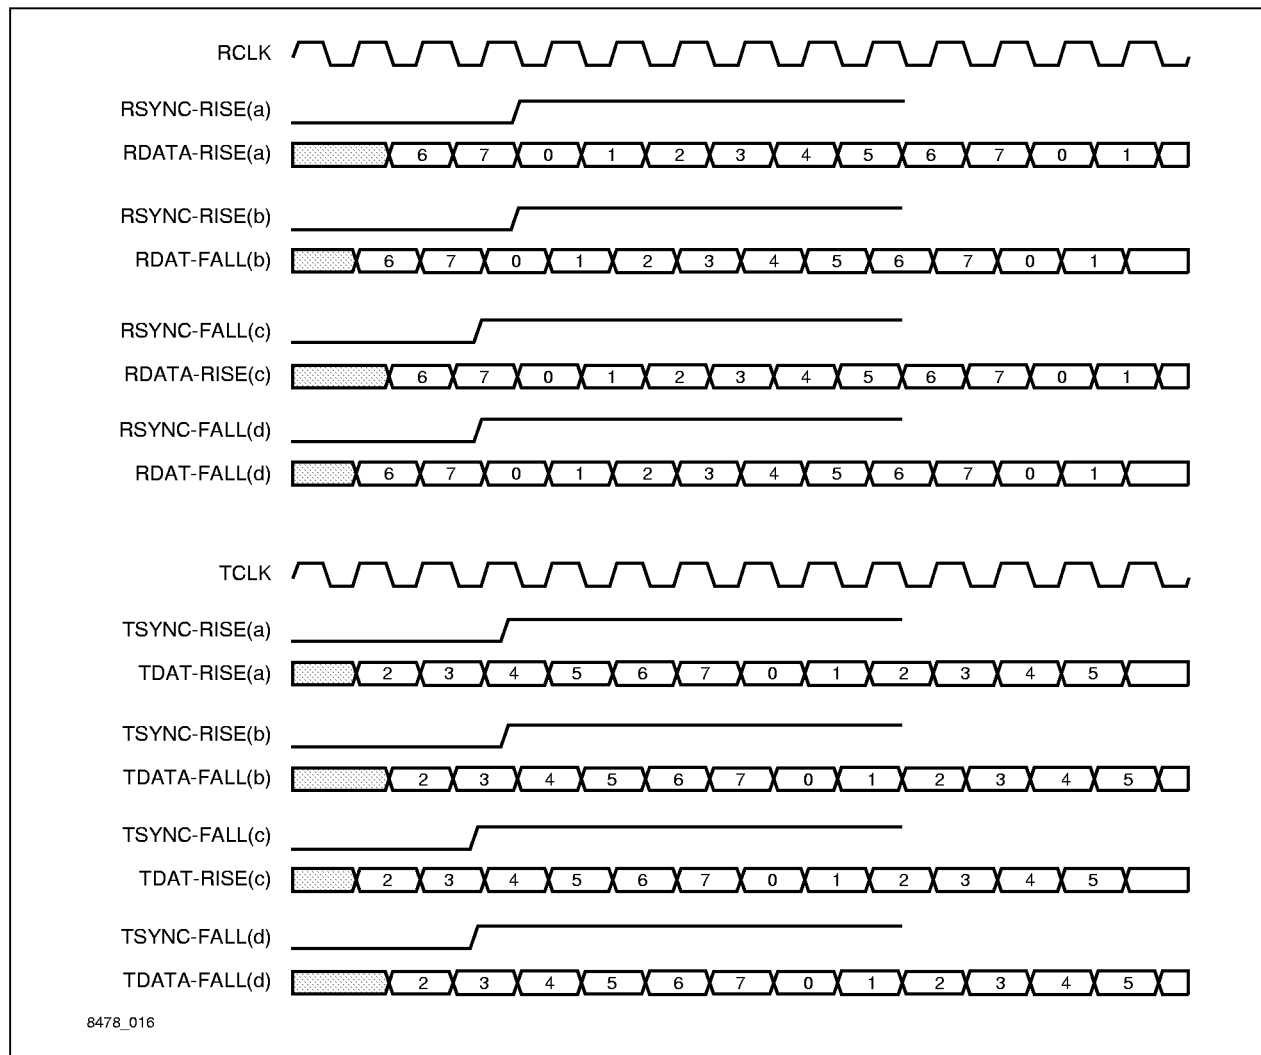 RCLK
RSYNC-RISE(a)
RDATA-RISE(a) 6 7 0 1 2 3 4 5 6 7 0 1
RSYNC-RISE(b)
RDAT-FALL(b) 6 7 0 1 2 3 4 5 6 7 0 1
RSYNC-FALL(c)
RDATA-RISE(c) 6 7 0 1 2 3 4 5 6 7 0 1
RSYNC-FALL(d)
RDAT-FALL(d) 6 7 0 1 2 3 4 5 6 7 0 1
TCLK
TSYNC-RISE(a)
TDAT-RISE(a) 2 3 4 5 6 7 0 1 2 3 4 5
TSYNC-RISE(b)
TDATA-FALL(b) 2 3 4 5 6 7 0 1 2 3 4 5
TSYNC-FALL(c)
TDAT-RISE(c) 2 3 4 5 6 7 0 1 2 3 4 5
TSYNC-FALL(d)
TDATA-FALL(d) 2 3 4 5 6 7 0 1 2 3 4 5
8478_016